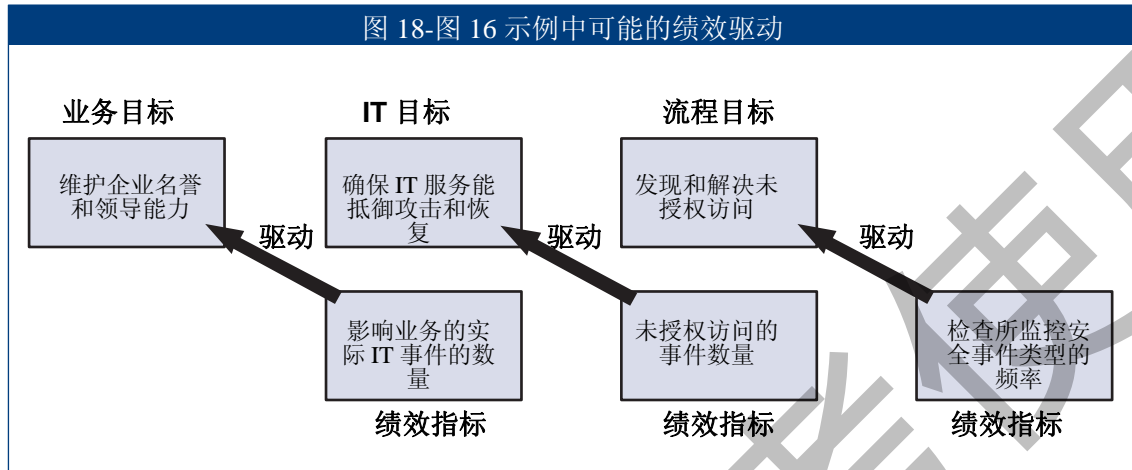 图 18-图 16 示例中可能的绩效驱动
业务目标
IT 目标
流程目标
维护企业名誉
和领导能力
确保 IT 服务能
抵御攻击和恢
复
发现和解决未
授权访问
驱动
驱动
驱动
影响业务的实
际 IT 事件的数
量
未授权访问的
事件数量
检查所监控安
全事件类型的
频率
绩效指标
绩效指标
绩效指标
使用